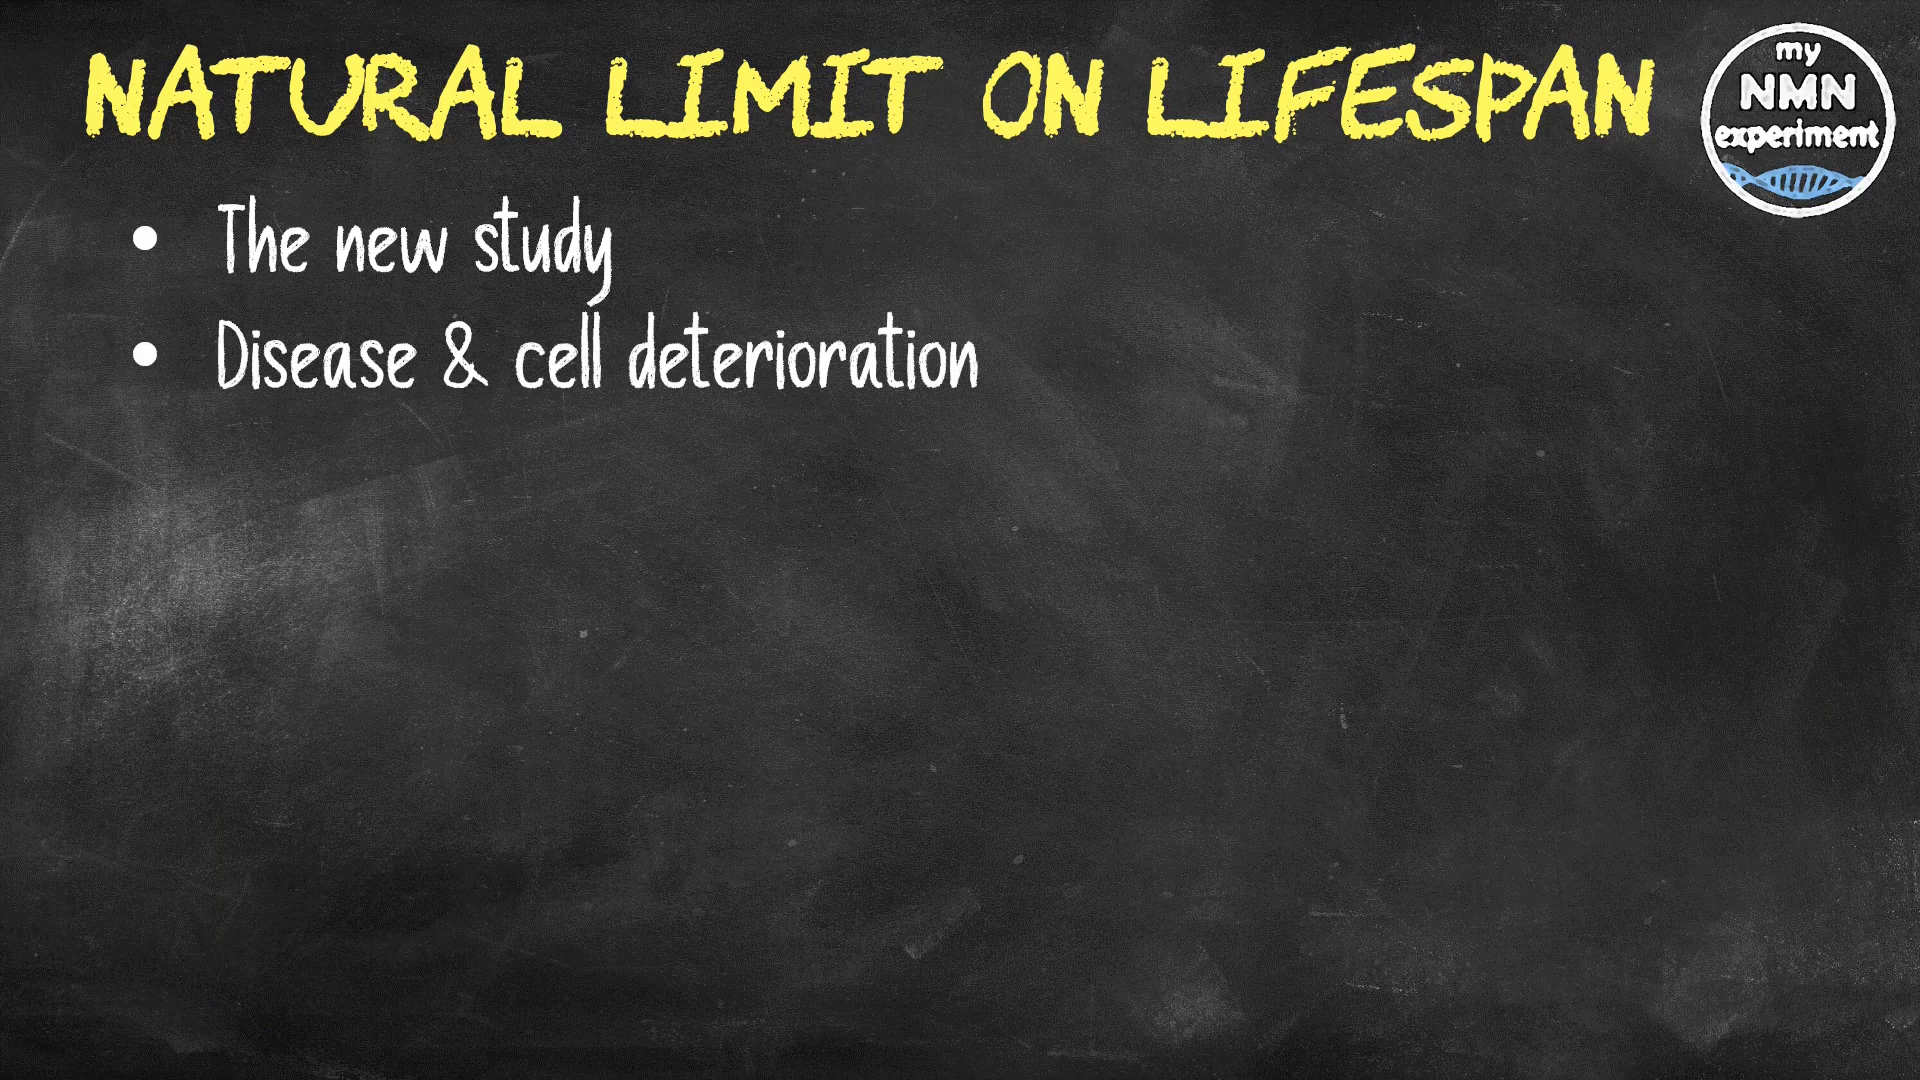 NATURAL LIMIT ON LIFESPAN
my
NMN
experiment
• The new study
• Disease & cell deterioration